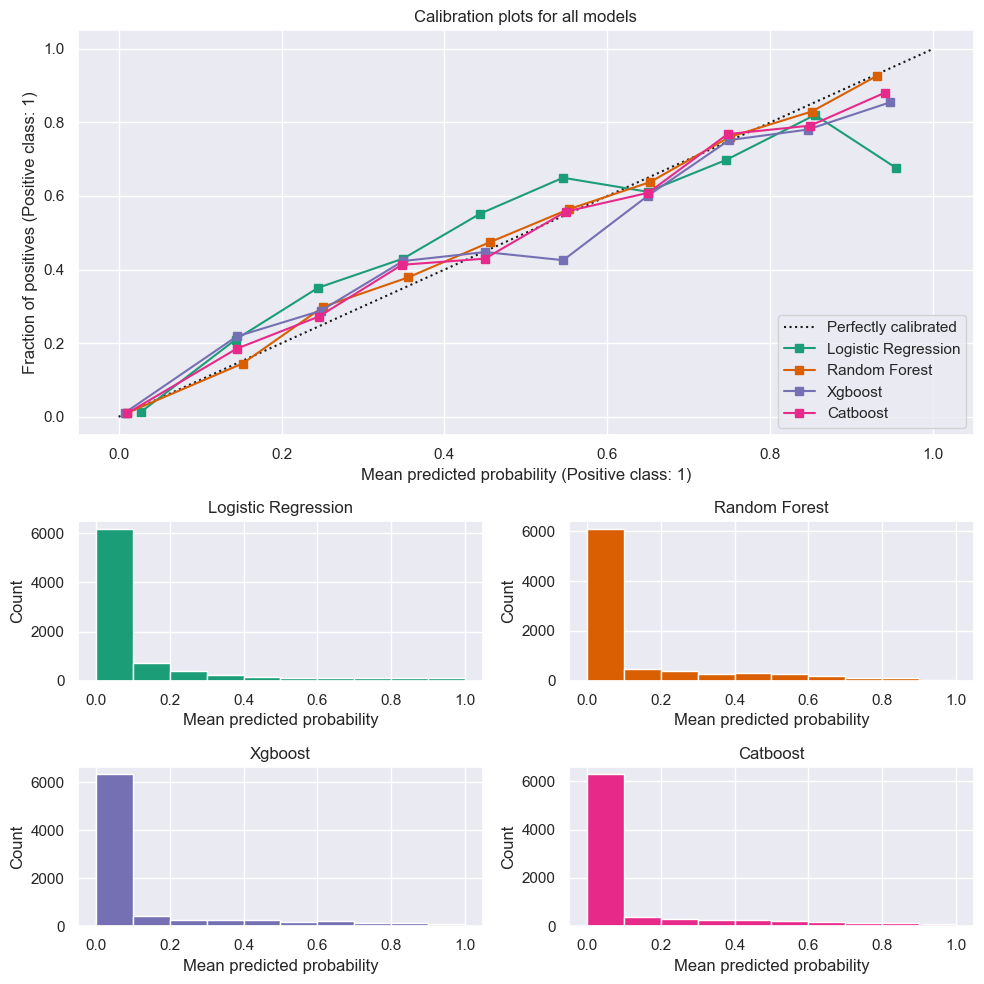 Calibration plots for all models
Fraction of positives (Positive class: 1)
1.0
0.8
0.6
0.4
0.2
0.0
Perfectly calibrated
Logistic Regression
Random Forest
Xgboost
Catboost
0.0 0.2 0.4 0.6 0.8 1.0
Mean predicted probability (Positive class: 1)
Logistic Regression
Count
6000
4000
2000
0
0.0 0.2 0.4 0.6 0.8 1.0
Mean predicted probability
Random Forest
Count
6000
4000
2000
0
0.0 0.2 0.4 0.6 0.8 1.0
Mean predicted probability
Xgboost
Count
6000
4000
2000
0
0.0 0.2 0.4 0.6 0.8 1.0
Mean predicted probability
Catboost
Count
6000
4000
2000
0
0.0 0.2 0.4 0.6 0.8 1.0
Mean predicted probability